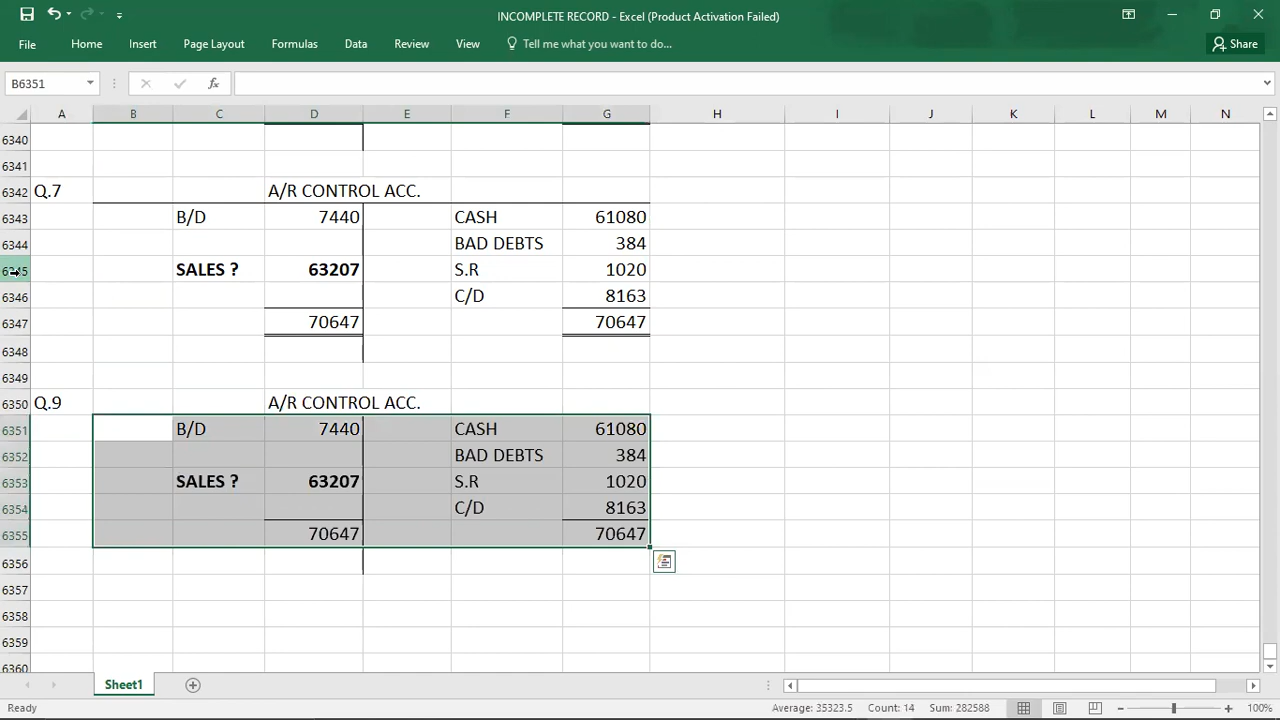 INCOMPLETE RECORD - Excel (Product Activation Failed)
File Home Insert Page Layout Formulas Data Review View Tell me what you want to do... Share
B6351 fx
A B C D E F G H I J K L M N
6340
6341
6342 Q.7 A/R CONTROL ACC.
6343 B/D 7440 CASH 61080
6344 BAD DEBTS 384
6345 SALES ? 63207 S.R 1020
6346 C/D 8163
6347 70647 70647
6348
6349
6350 Q.9 A/R CONTROL ACC.
6351 B/D 7440 CASH 61080
6352 BAD DEBTS 384
6353 SALES ? 63207 S.R 1020
6354 C/D 8163
6355 70647 70647
6356
6357
6358
6359
6360
Sheet1
Ready Average: 35323.5 Count: 14 Sum: 282588 100%